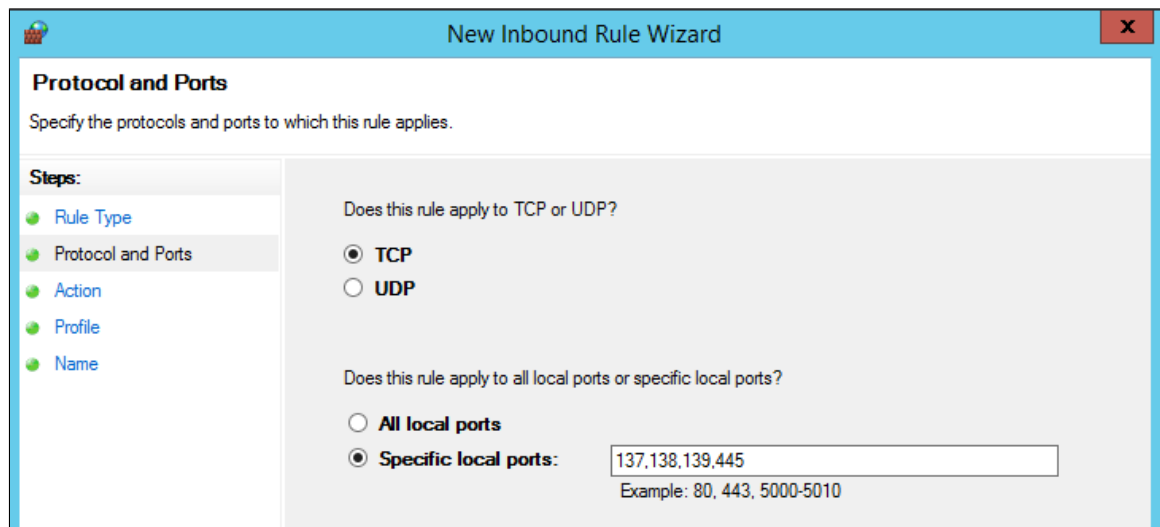 New Inbound Rule Wizard
x
Protocol and Ports
Specify the protocols and ports to which this rule applies.
Steps:
Rule Type
Protocol and Ports
Action
Profile
Name
Does this rule apply to TCP or UDP?
TCP
UDP
Does this rule apply to all local ports or specific local ports?
All local ports
Specific local ports:
137,138,139,445
Example: 80, 443, 5000-5010